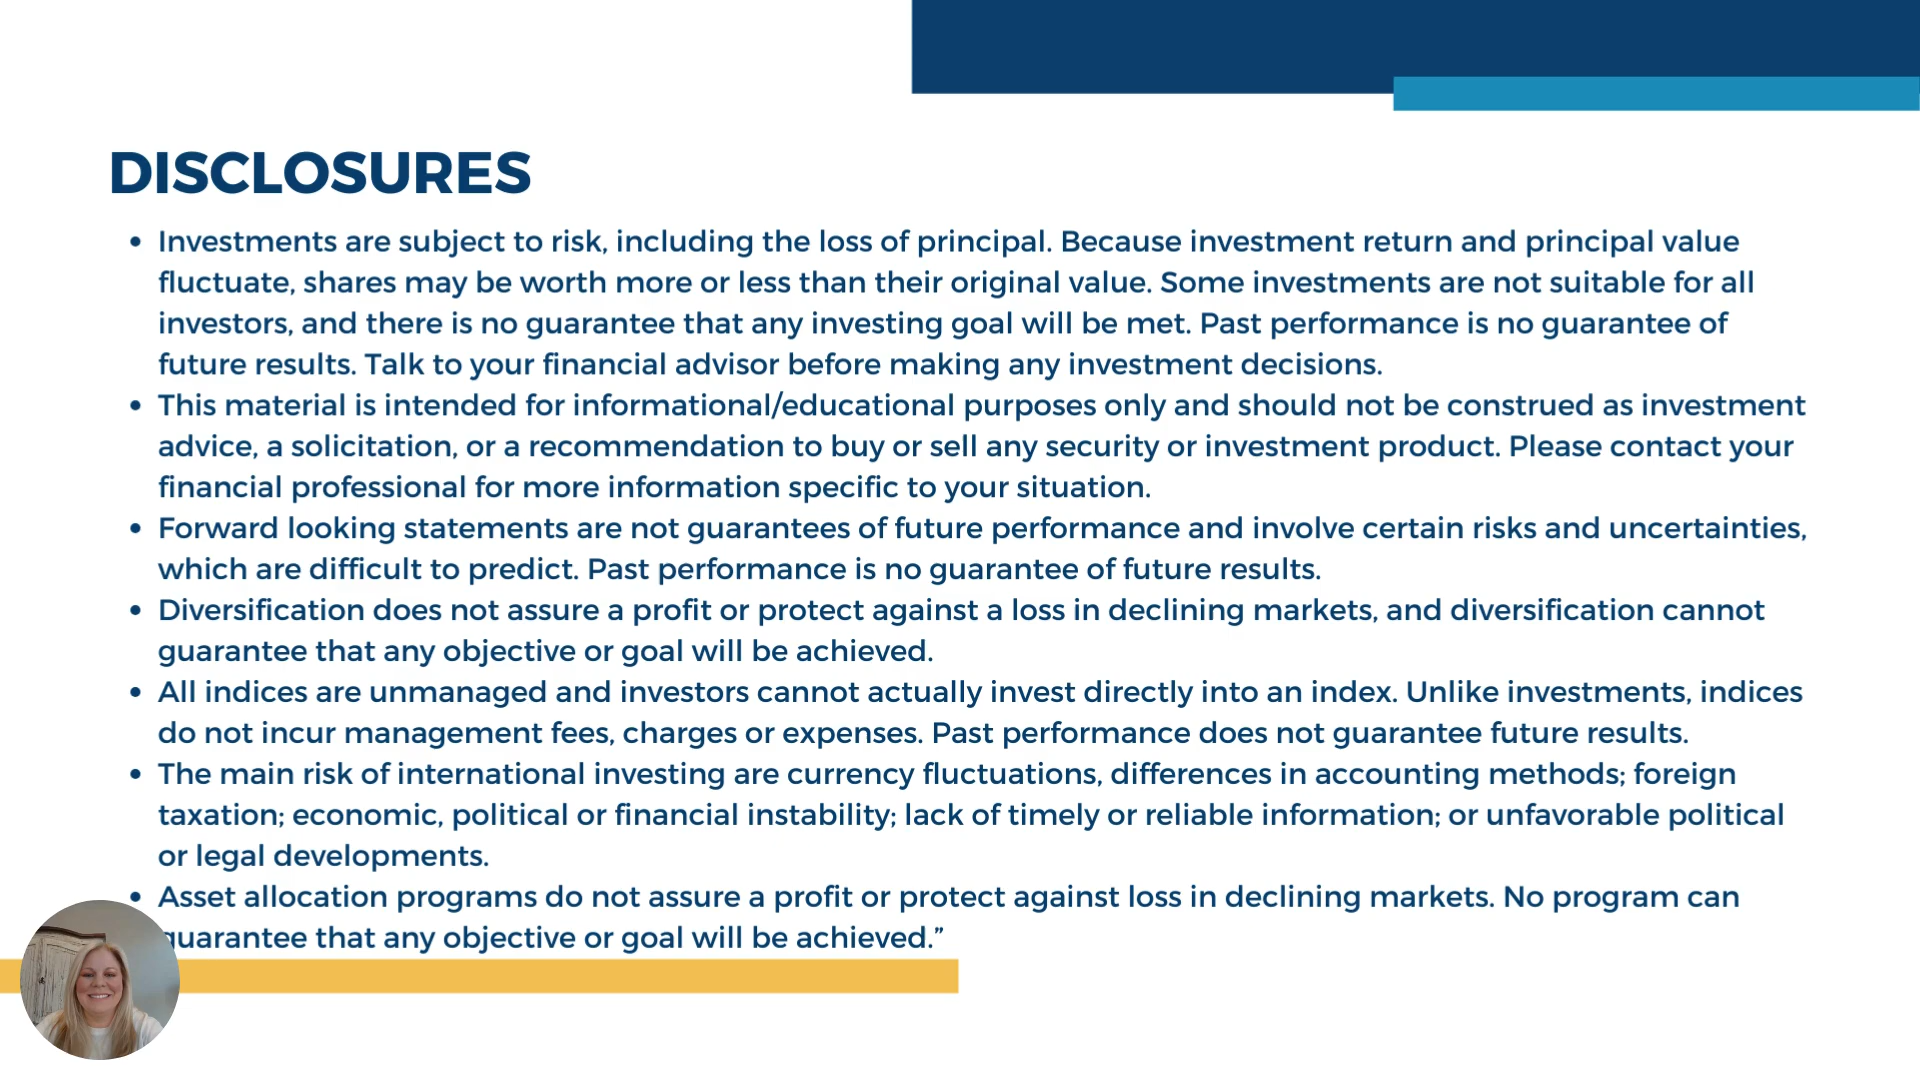 DISCLOSURES
• Investments are subject to risk, including the loss of principal. Because investment return and principal value
fluctuate, shares may be worth more or less than their original value. Some investments are not suitable for all
investors, and there is no guarantee that any investing goal will be met. Past performance is no guarantee of
future results. Talk to your financial advisor before making any investment decisions.
• This material is intended for informational/educational purposes only and should not be construed as investment
advice, a solicitation, or a recommendation to buy or sell any security or investment product. Please contact your
financial professional for more information specific to your situation.
• Forward looking statements are not guarantees of future performance and involve certain risks and uncertainties,
which are difficult to predict. Past performance is no guarantee of future results.
• Diversification does not assure a profit or protect against a loss in declining markets, and diversification cannot
guarantee that any objective or goal will be achieved.
• All indices are unmanaged and investors cannot actually invest directly into an index. Unlike investments, indices
do not incur management fees, charges or expenses. Past performance does not guarantee future results.
• The main risk of international investing are currency fluctuations, differences in accounting methods; foreign
taxation; economic, political or financial instability; lack of timely or reliable information; or unfavorable political
or legal developments.
• Asset allocation programs do not assure a profit or protect against loss in declining markets. No program can
guarantee that any objective or goal will be achieved.”